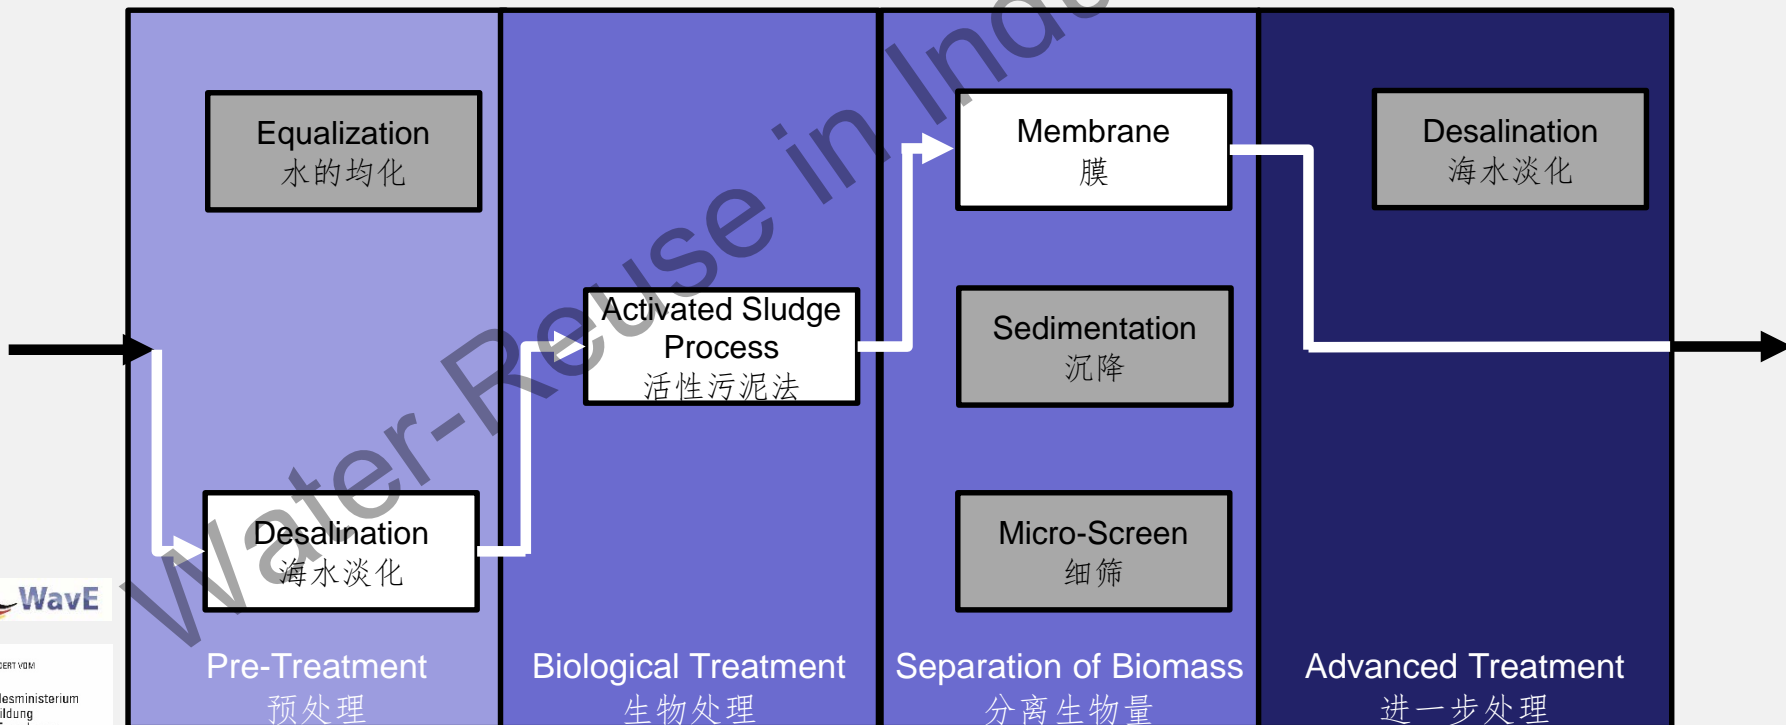 Equalization
水的均化
Desalination
海水淡化
Pre-Treatment
预处理
Activated Sludge
Process
活性污泥法
Biological Treatment
生物处理
Membrane
膜
Sedimentation
沉降
Micro-Screen
细筛
Separation of Biomass
分离生物量
Desalination
海水淡化
Advanced Treatment
进一步处理
Water-Reuse in Indu
WavE
DERT VOM
desministerium
ildung